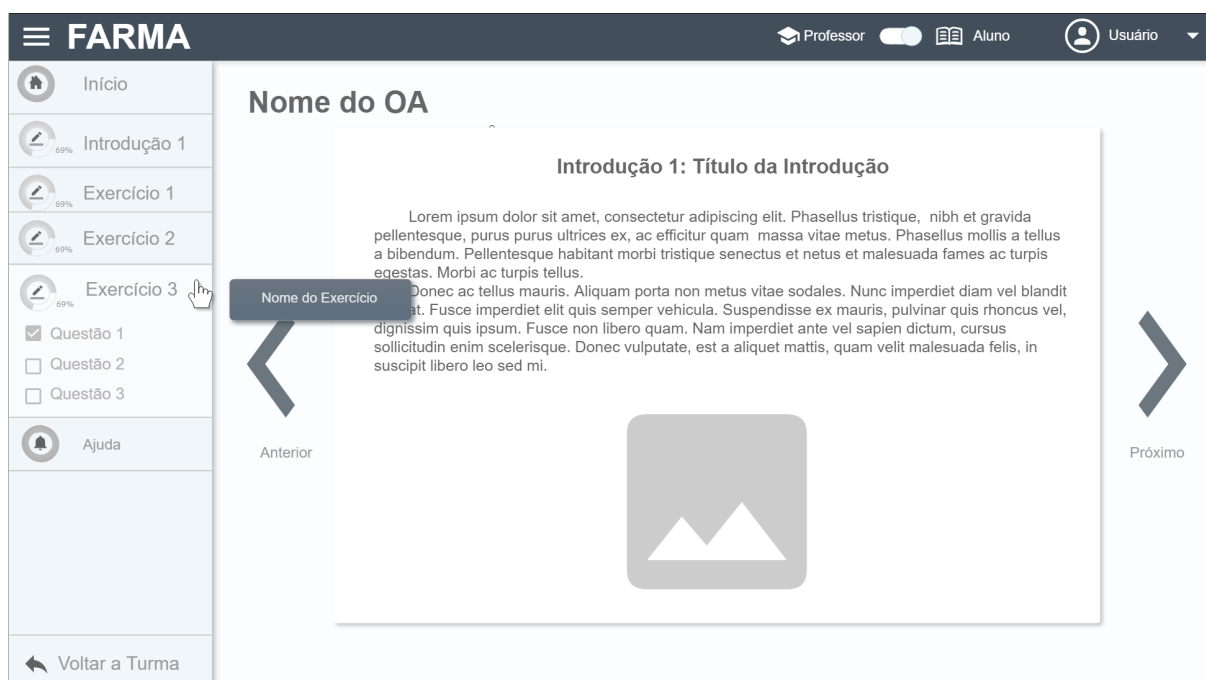 FARMA
Professor
Aluno
Usuário
Início
69% Introdução 1
69% Exercício 1
69% Exercício 2
69% Exercício 3
Questão 1
Questão 2
Questão 3
Ajuda
Voltar a Turma
Nome do OA
Nome do Exercício
Anterior
Introdução 1: Título da Introdução
Lorem ipsum dolor sit amet, consectetur adipiscing elit. Phasellus tristique, nibh et gravida
pellentesque, purus purus ultrices ex, ac efficitur quam massa vitae metus. Phasellus mollis a tellus
a bibendum. Pellentesque habitant morbi tristique senectus et netus et malesuada fames ac turpis
egestas. Morbi ac turpis tellus.
Donec ac tellus mauris. Aliquam porta non metus vitae sodales. Nunc imperdiet diam vel blandit
Fusce imperdiet elit quis semper vehicula. Suspendisse ex mauris, pulvinar quis rhoncus vel,
dignissim quis ipsum. Fusce non libero quam. Nam imperdiet ante vel sapien dictum, cursus
sollicitudin enim scelerisque. Donec vulputate, est a aliquet mattis, quam velit malesuada felis, in
suscipit libero leo sed mi.
Próximo